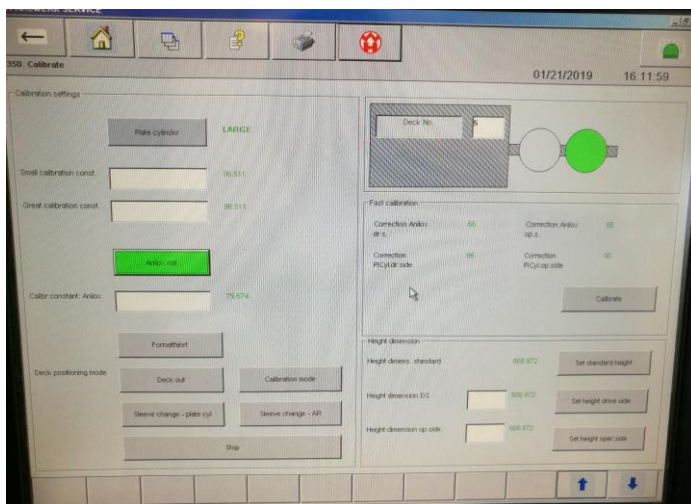 SERVICE
350. Calibrate
01/21/2019 16:11:59
Calibration settings
Plate cylinder LARGE
Small calibration const. 96.511
Great calibration const. 96.511
Anilox roll
Calibr.constant: Anilox 79.674
Formatfahrt
Deck positioning mode
Deck out
Calibration mode
Sleeve change - plate cyl
Sleeve change - AR
Stop
Deck No. 6
Fast calibration
Correction Anilox dr.s.
Correction Anilox op.s.
Correction PlCyl.dr.side
Correction PlCyl.op.side
Calibrate
Height dimension
Height dimens. standard
Set standard height
Height dimension DS
Set height drive side
Height dimension op.side
Set height oper.side